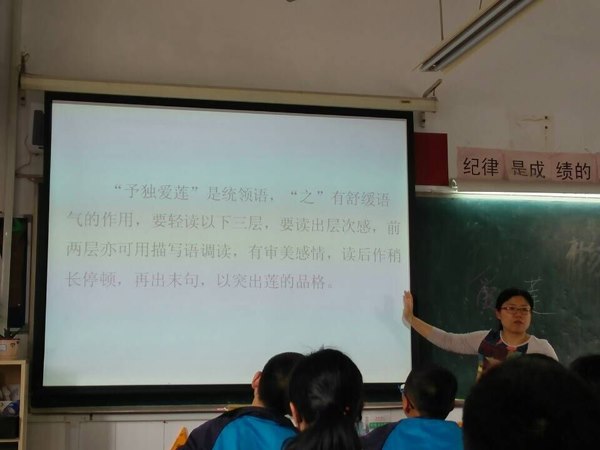 “予独爱莲”是统领语，“之”有舒缓语
气的作用，要轻读以下三层，要读出层次感，前
两层亦可用描写语调读，有审美感情，读后作稍
长停顿，再出末句，以突出莲的品格。
纪律是成绩的